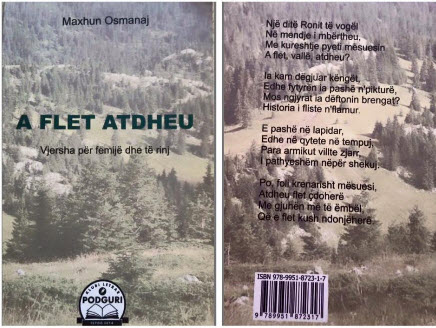 Maxhun Osmanaj
A FLET ATDHEU
Vjersha për fëmijë dhe të rinj
KLUBI LETRAR
PODGURI
Një ditë Ronit të vogël
Në mendje i mbërtheu,
Me kureshtje pyeti mësuesin
A flet, vallë, atdheu?
Ia kam dëgjuar këngët,
Edhe fytyrën ia pashë n'pikturë,
Mos ngjyrat ia dëftonin brengat?
Historia i fliste n'flamur.
E pashë në lapidar,
Edhe në qytete në tempuj,
Para armikut villte zjarr,
I pathyeshëm nëpër shekuj.
Po, foli krenarisht mësuesi,
Atdheu flet çdoherë
Me gjuhën më të ëmbël
Që e flet kush ndonjëherë.
ISBN 978-9951-8723-1-7
9 789951 872317